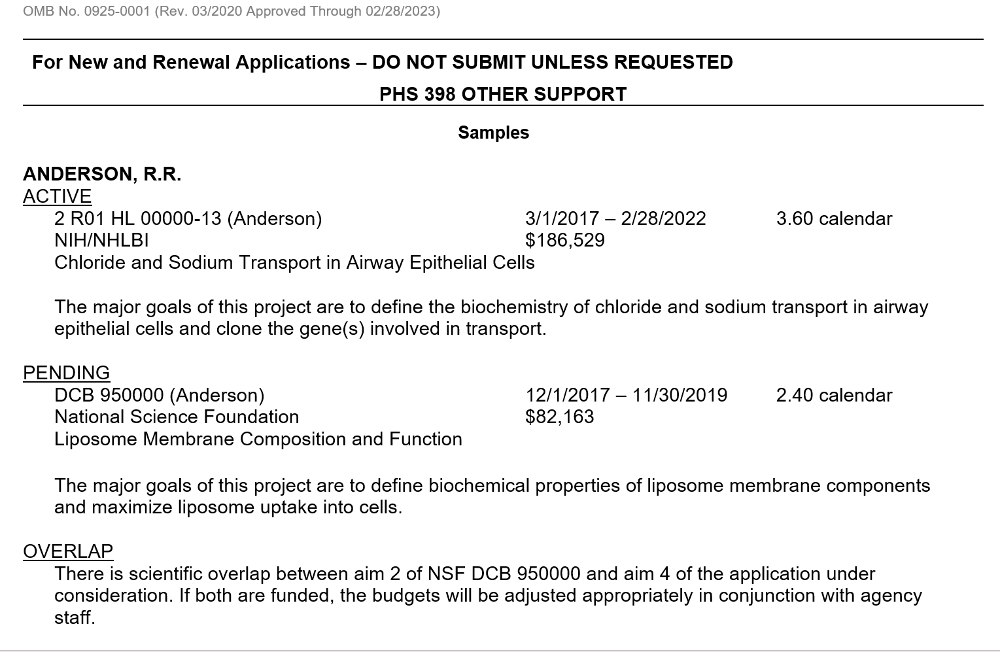 OMB No. 0925-0001 (Rev. 03/2020 Approved Through 02/28/2023)
For New and Renewal Applications – DO NOT SUBMIT UNLESS REQUESTED
PHS 398 OTHER SUPPORT
Samples
ANDERSON, R.R.
ACTIVE
2 R01 HL 00000-13 (Anderson) 3/1/2017 – 2/28/2022 3.60 calendar
NIH/NHLBI $186,529
Chloride and Sodium Transport in Airway Epithelial Cells
The major goals of this project are to define the biochemistry of chloride and sodium transport in airway
epithelial cells and clone the gene(s) involved in transport.
PENDING
DCB 950000 (Anderson) 12/1/2017 – 11/30/2019 2.40 calendar
National Science Foundation $82,163
Liposome Membrane Composition and Function
The major goals of this project are to define biochemical properties of liposome membrane components
and maximize liposome uptake into cells.
OVERLAP
There is scientific overlap between aim 2 of NSF DCB 950000 and aim 4 of the application under
consideration. If both are funded, the budgets will be adjusted appropriately in conjunction with agency
staff.